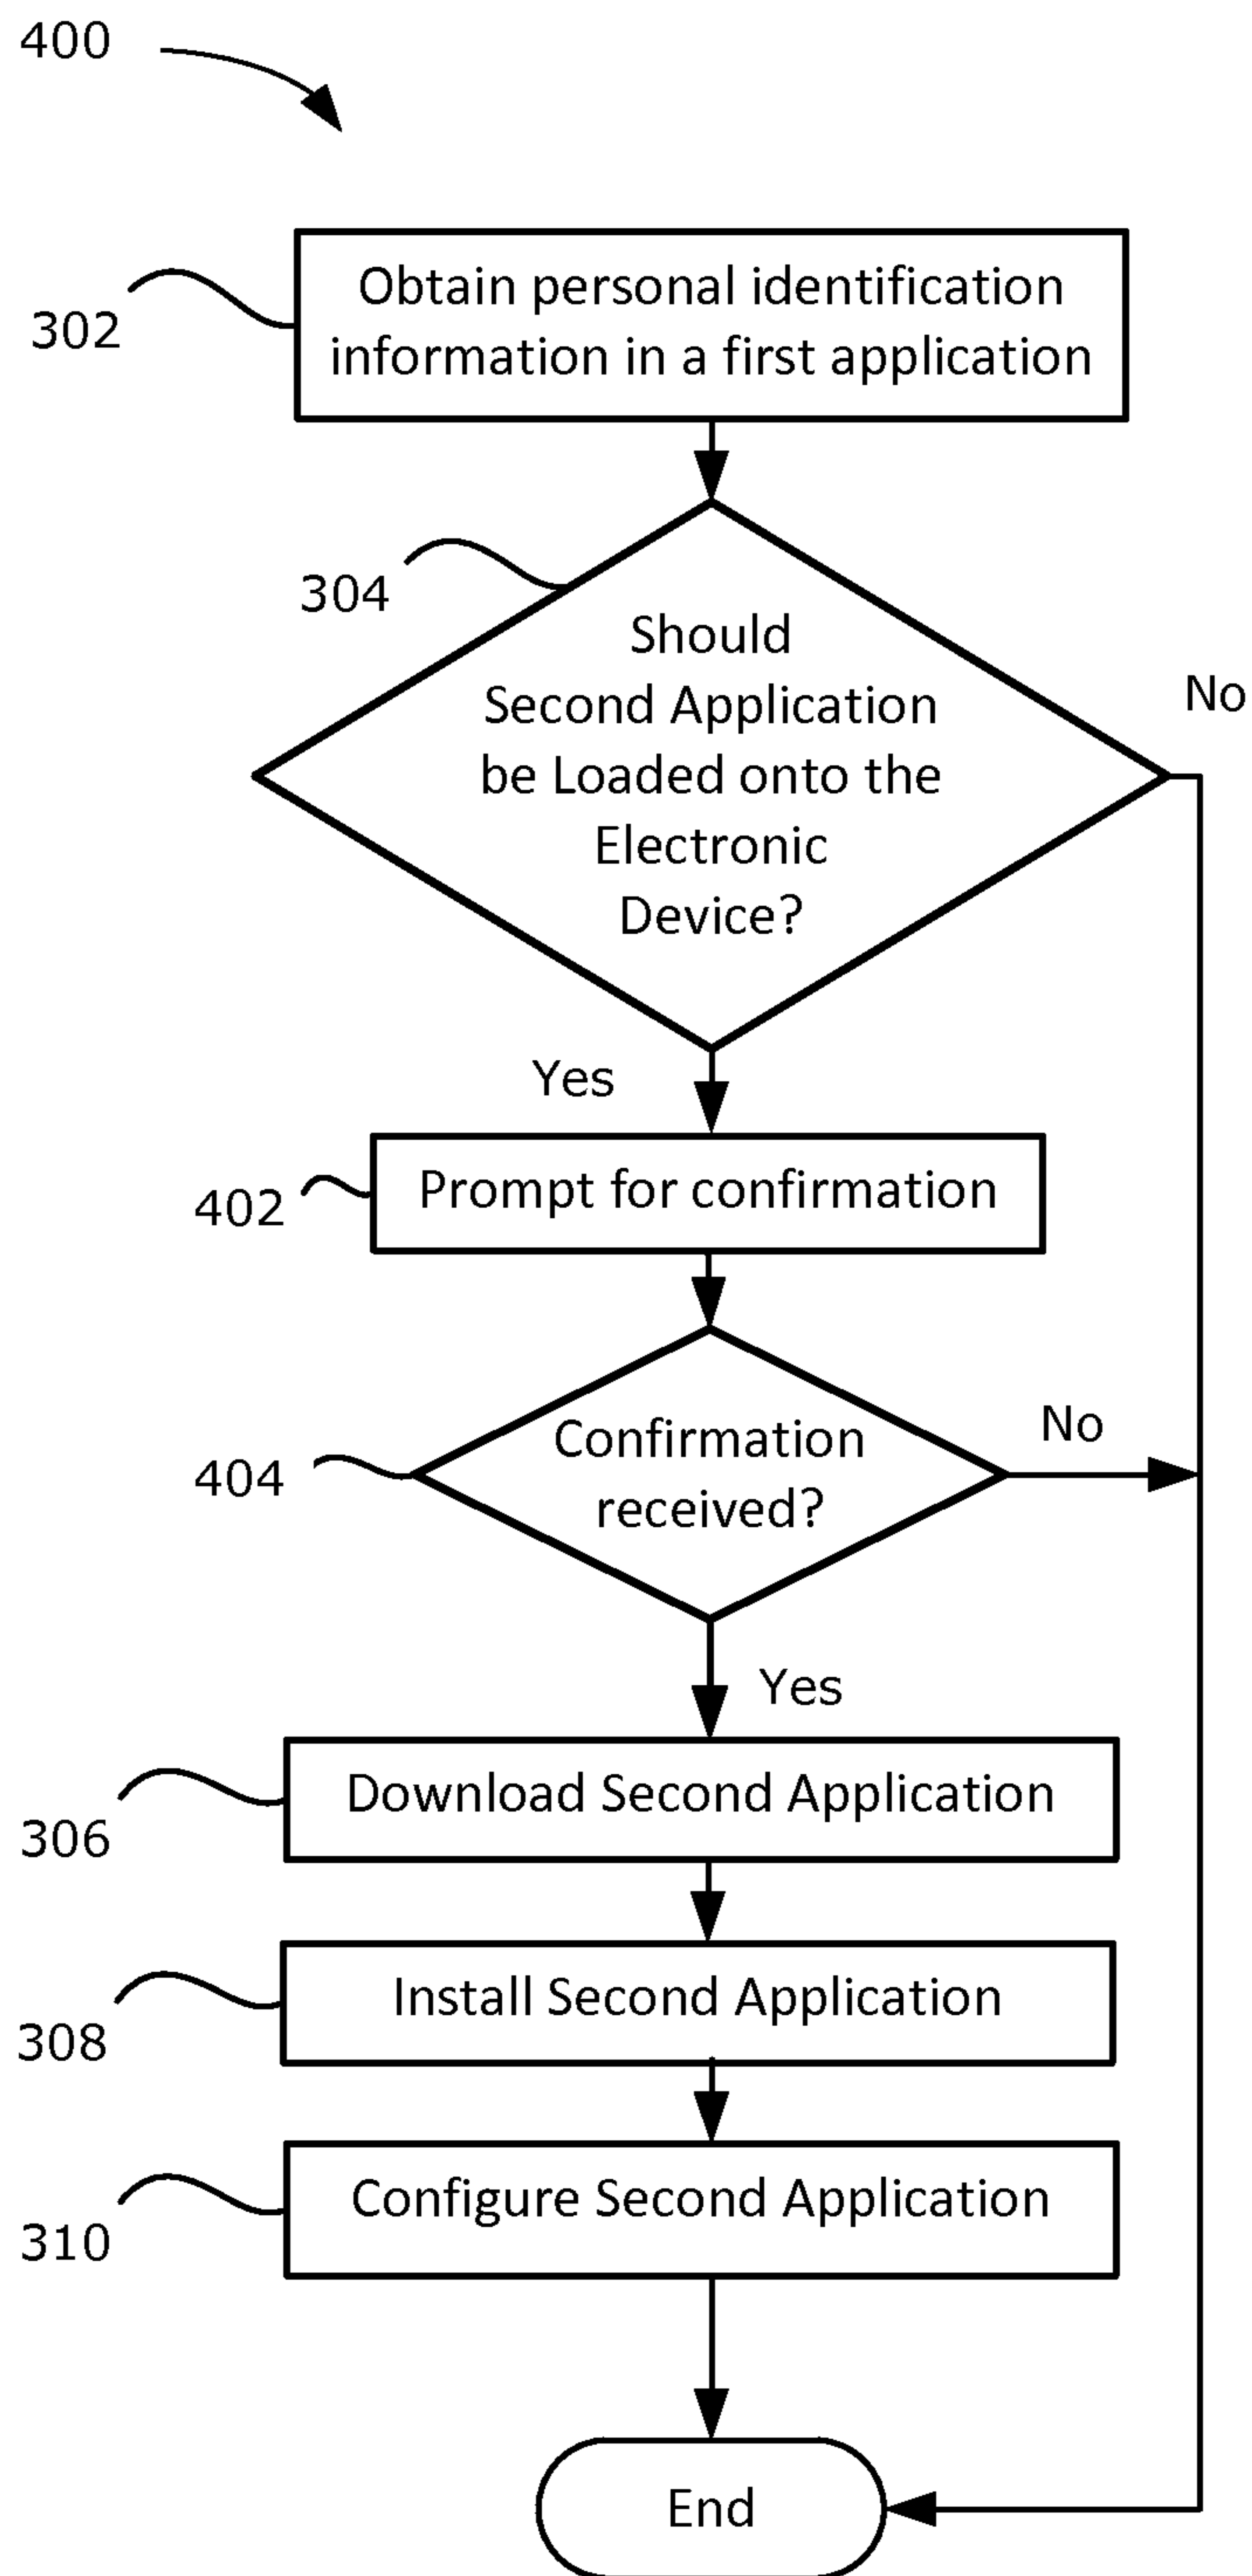 400
Obtain personal identification
information in a first application
302
304
Should
Second Application
be Loaded onto the
Electronic
Device?
No
Yes
Prompt for confirmation
402
Confirmation
received?
No
404
Yes
Download Second Application
306
Install Second Application
308
Configure Second Application
310
End